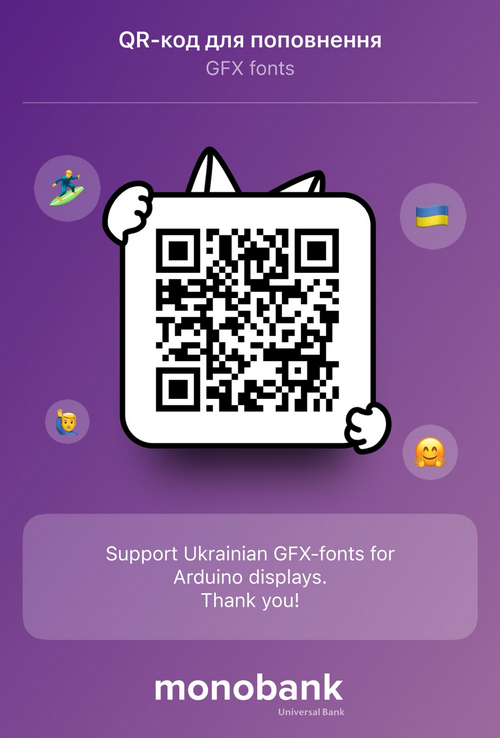 QR-код для поповнення
GFX fonts
Support Ukrainian GFX-fonts for
Arduino displays.
Thank you!
monobank
Universal Bank